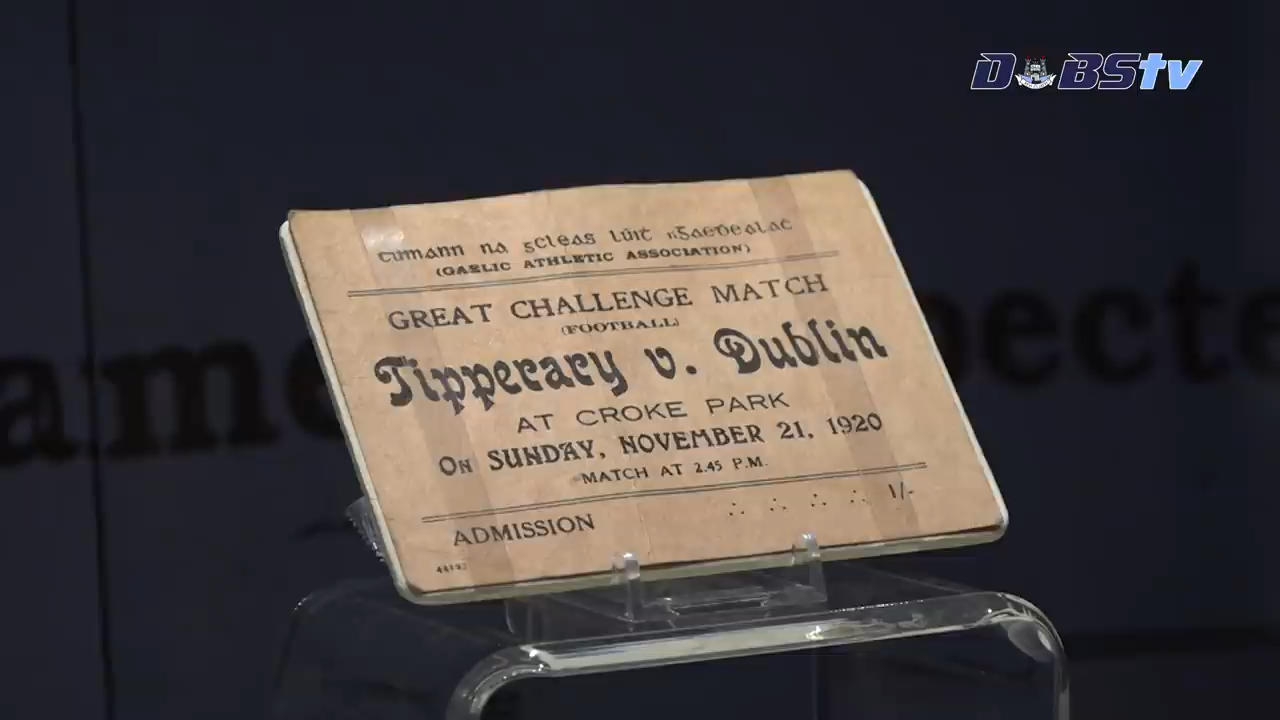 DUBStv
cumann na gcleas lúit nGaeḋealaċ
(GAELIC ATHLETIC ASSOCIATION)
GREAT CHALLENGE MATCH
(FOOTBALL)
Tipperary v. Dublin
AT CROKE PARK
On SUNDAY, NOVEMBER 21, 1920
MATCH AT 2.45 P.M.
ADMISSION ∴ ∴ ∴ ∴ 1/-